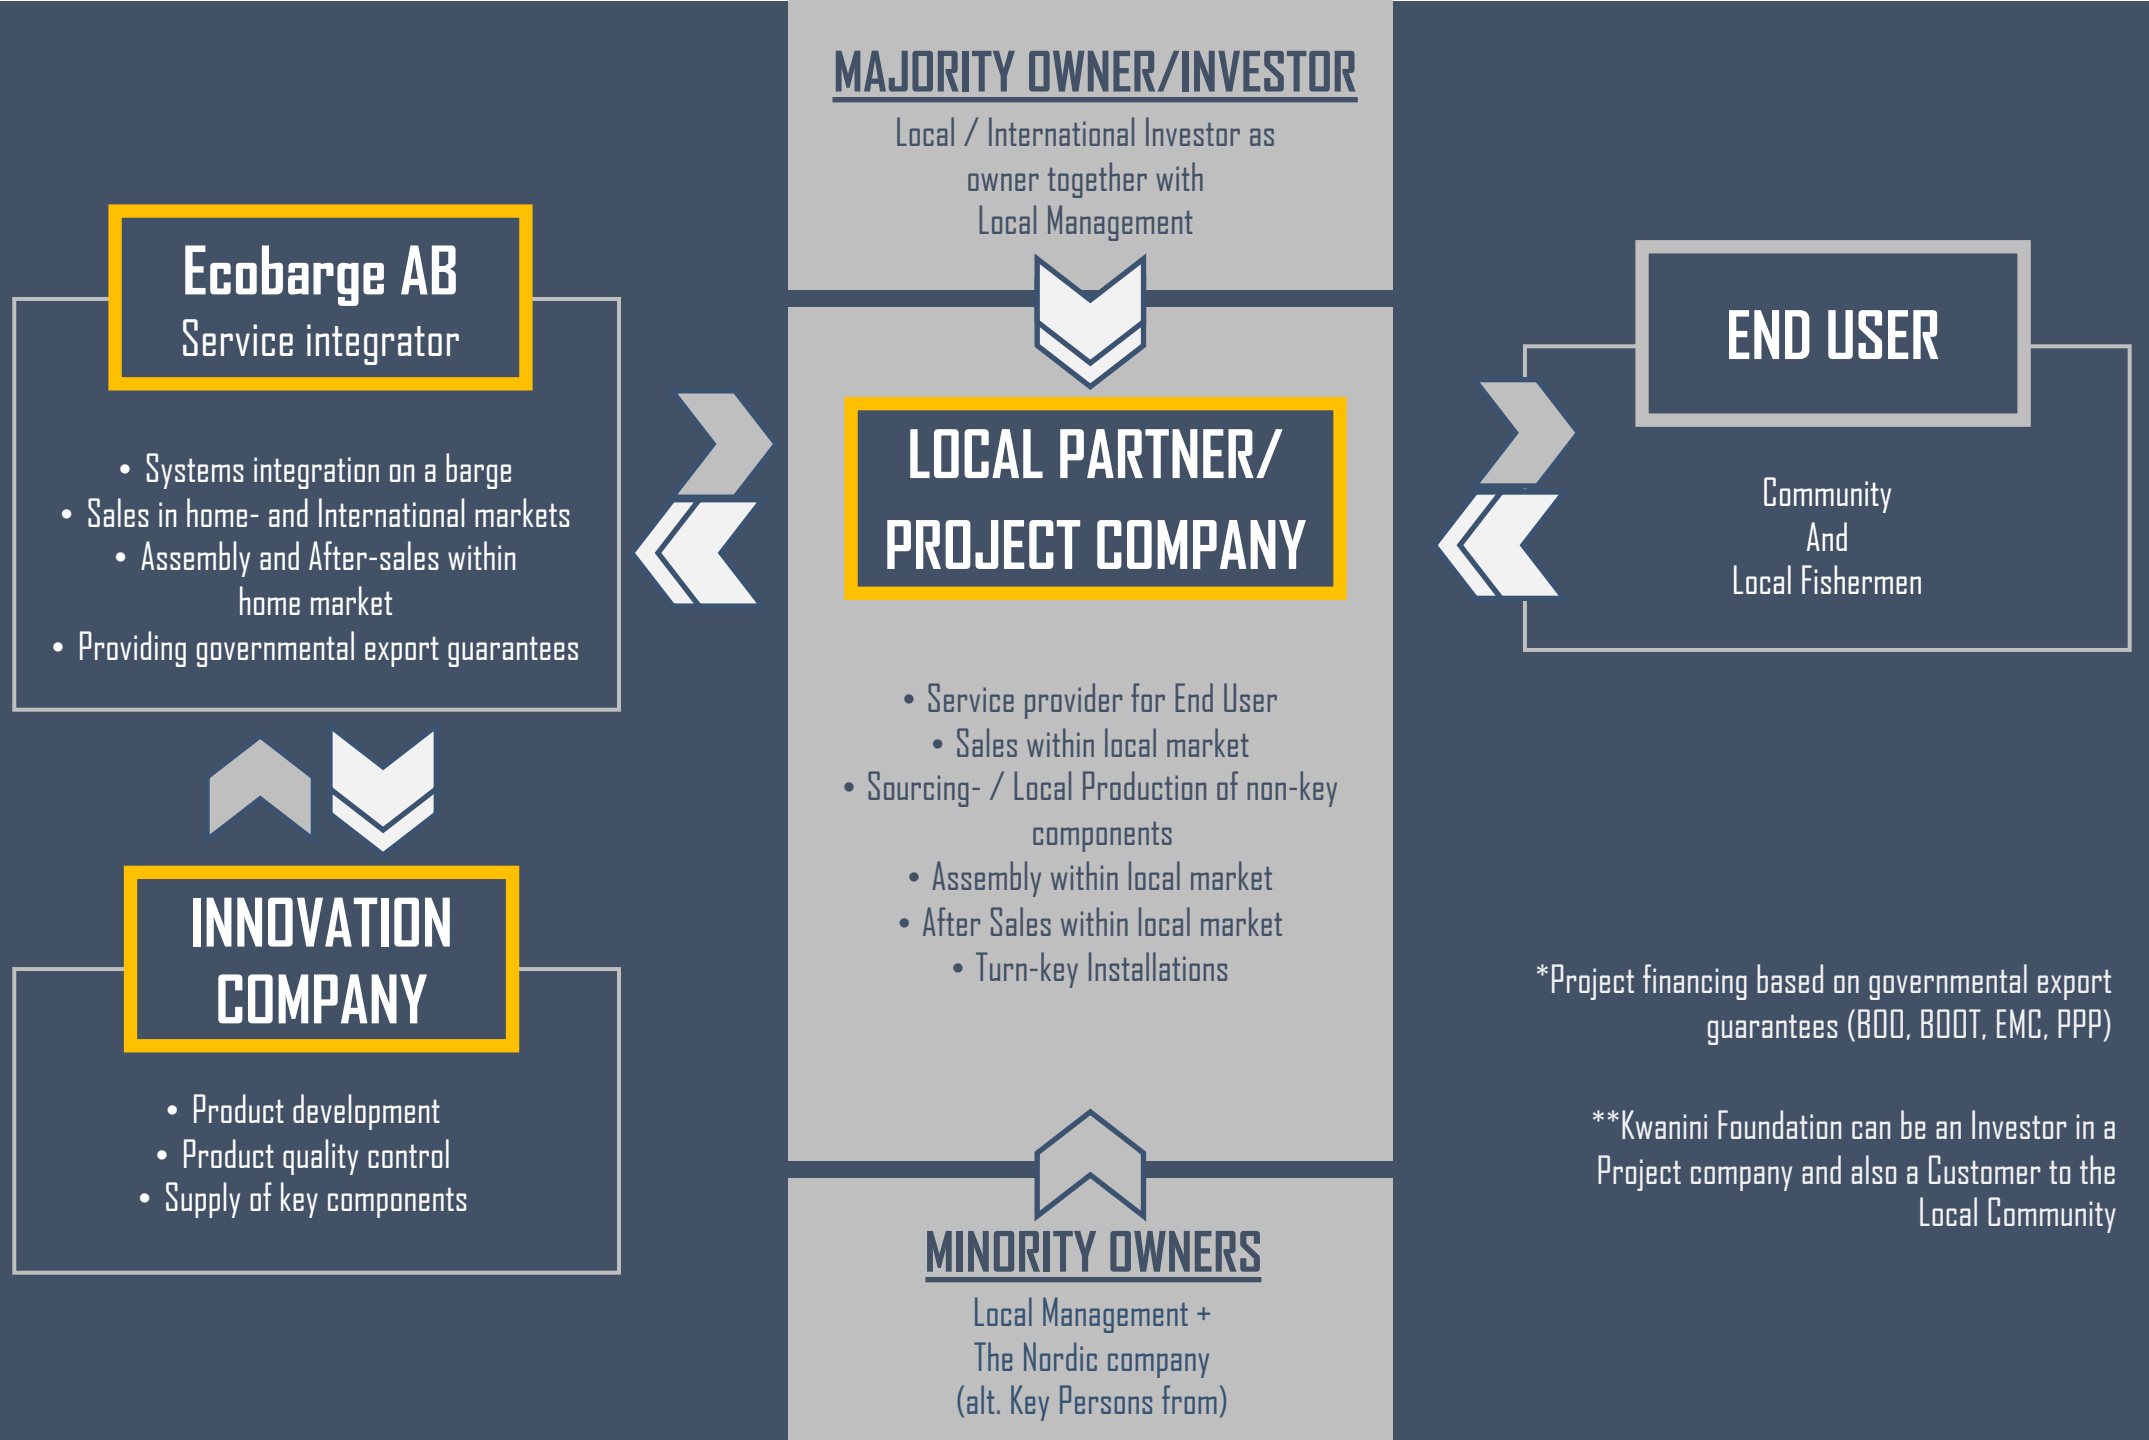 Ecobarge AB
Service integrator
• Systems integration on a barge
• Sales in home- and International markets
• Assembly and After-sales within
home market
• Providing governmental export guarantees
INNOVATION
COMPANY
• Product development
• Product quality control
• Supply of key components
MAJORITY OWNER/INVESTOR
Local / International Investor as
owner together with
Local Management
LOCAL PARTNER/
PROJECT COMPANY
• Service provider for End User
• Sales within local market
• Sourcing- / Local Production of non-key
components
• Assembly within local market
• After Sales within local market
• Turn-key Installations
MINORITY OWNERS
Local Management +
The Nordic company
(alt. Key Persons from)
END USER
Community
And
Local Fishermen
*Project financing based on governmental export
guarantees (BOO, BOOT, EMC, PPP)
**Kwanini Foundation can be an Investor in a
Project company and also a Customer to the
Local Community